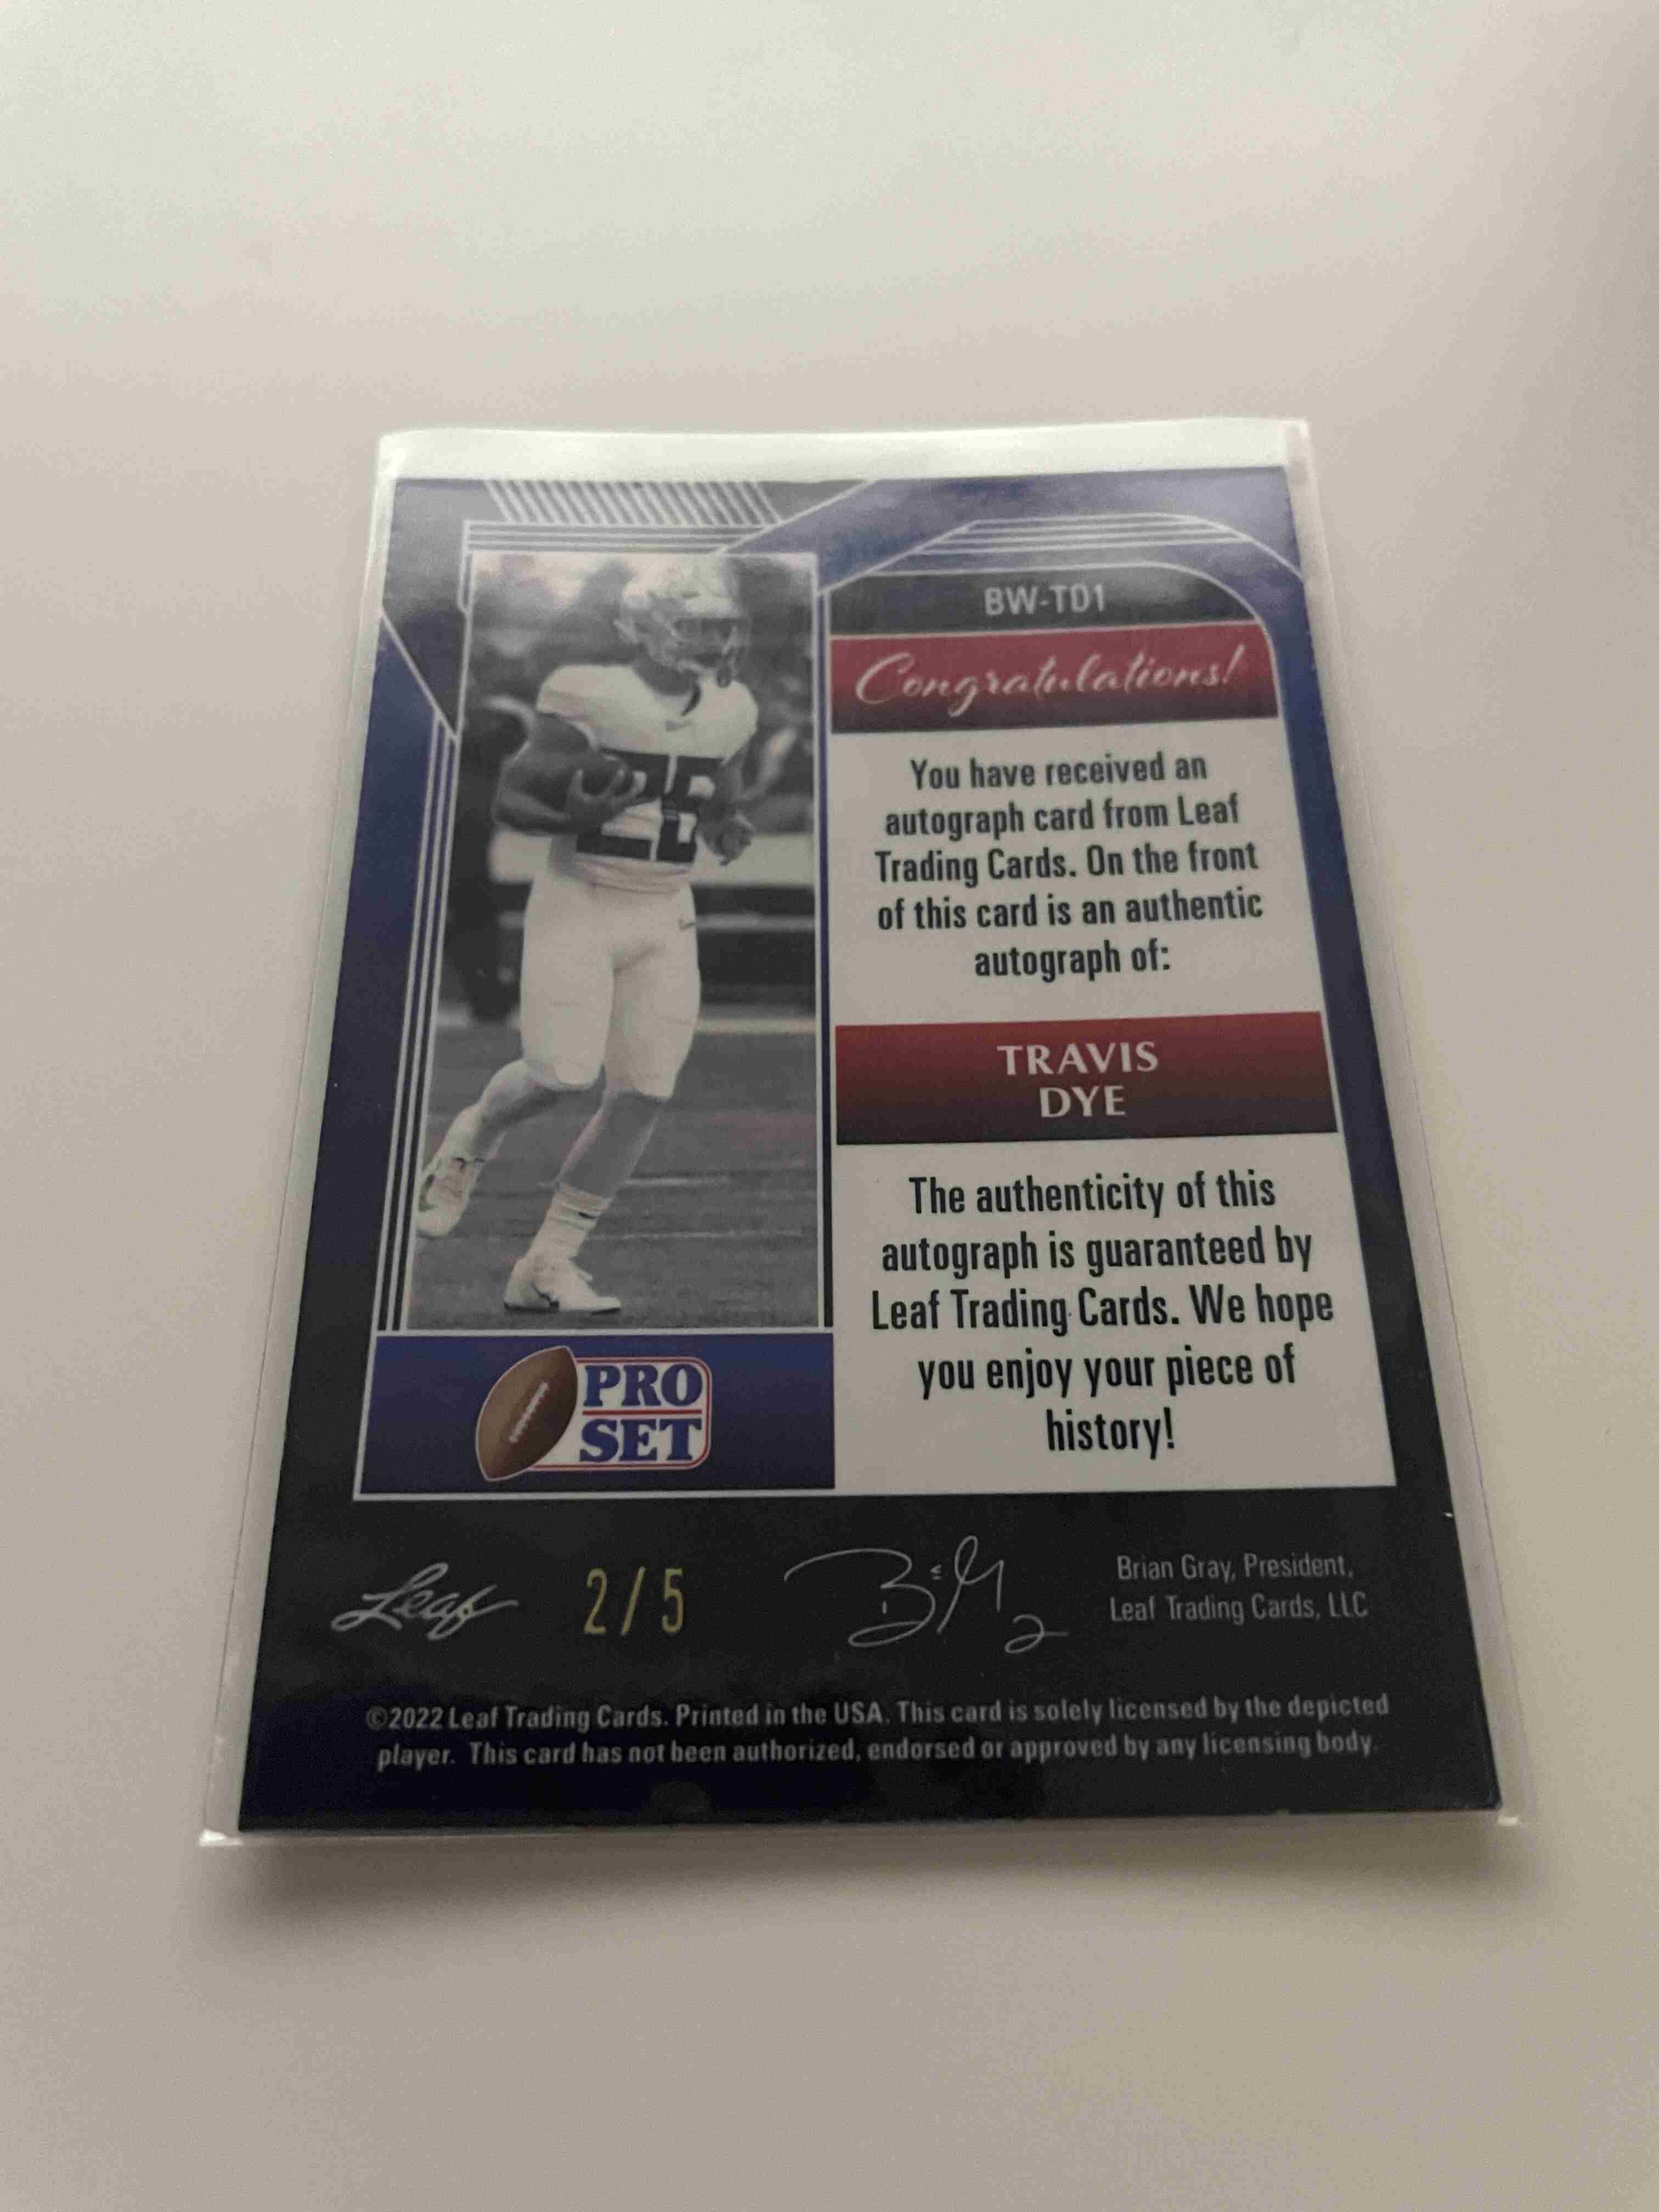 BW-TD1
Congratulations!
You have received an
autograph card from Leaf
Trading Cards. On the front
of this card is an authentic
autograph of:
TRAVIS
DYE
The authenticity of this
autograph is guaranteed by
Leaf Trading Cards. We hope
you enjoy your piece of
history!
26
PRO
SET
Leaf
2/5
Brian Gray, President,
Leaf Trading Cards, LLC
©2022 Leaf Trading Cards. Printed in the USA. This card is solely licensed by the depicted
player. This card has not been authorized, endorsed or approved by any licensing body.